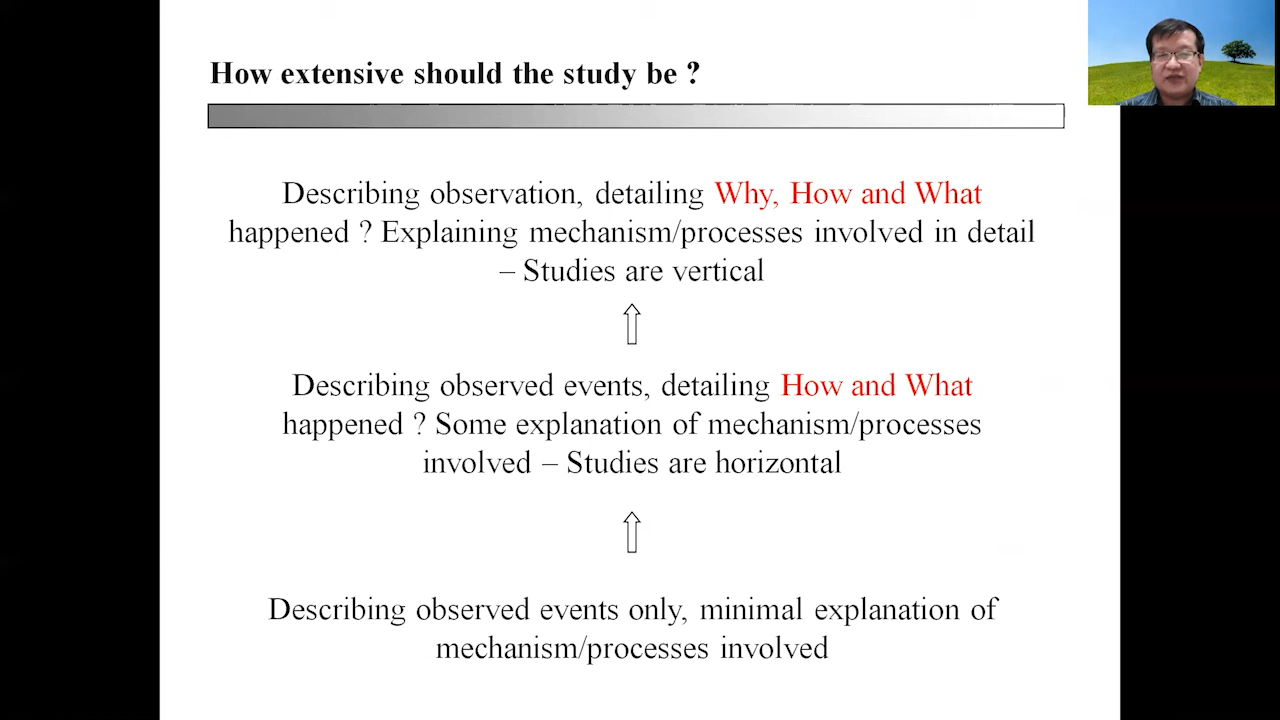 How extensive should the study be ?
Describing observation, detailing Why, How and What
happened ? Explaining mechanism/processes involved in detail
– Studies are vertical
Describing observed events, detailing How and What
happened ? Some explanation of mechanism/processes
involved – Studies are horizontal
Describing observed events only, minimal explanation of
mechanism/processes involved